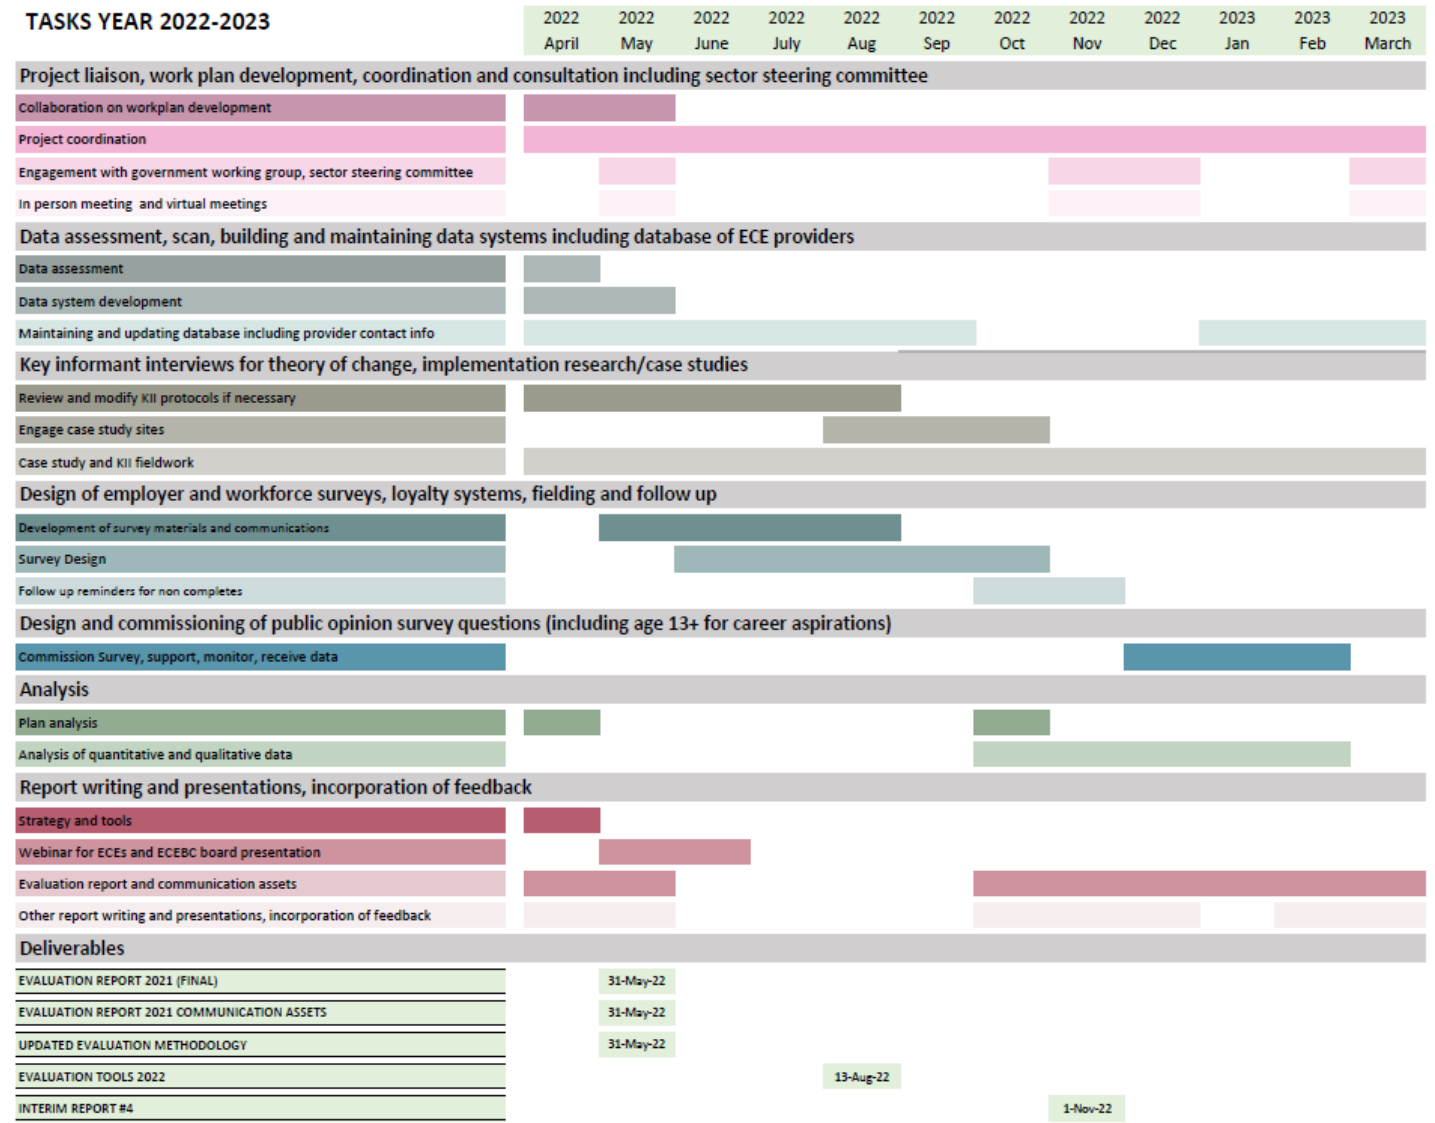 TASKS YEAR 2022-2023
2022 2022 2022 2022 2022 2022 2022 2022 2022 2023 2023 2023
April May June July Aug Sep Oct Nov Dec Jan Feb March
Project liaison, work plan development, coordination and consultation including sector steering committee
Collaboration on workplan development
Project coordination
Engagement with government working group, sector steering committee
In person meeting and virtual meetings
Data assessment, scan, building and maintaining data systems including database of ECE providers
Data assessment
Data system development
Maintaining and updating database including provider contact info
Key informant interviews for theory of change, implementation research/case studies
Review and modify KII protocols if necessary
Engage case study sites
Case study and KII fieldwork
Design of employer and workforce surveys, loyalty systems, fielding and follow up
Development of survey materials and communications
Survey Design
Follow up reminders for non completes
Design and commissioning of public opinion survey questions (including age 13+ for career aspirations)
Commission Survey, support, monitor, receive data
Analysis
Plan analysis
Analysis of quantitative and qualitative data
Report writing and presentations, incorporation of feedback
Strategy and tools
Webinar for ECEs and ECEBC board presentation
Evaluation report and communication assets
Other report writing and presentations, incorporation of feedback
Deliverables
EVALUATION REPORT 2021 (FINAL) 31-May-22
EVALUATION REPORT 2021 COMMUNICATION ASSETS 31-May-22
UPDATED EVALUATION METHODOLOGY 31-May-22
EVALUATION TOOLS 2022 13-Aug-22
INTERIM REPORT #4 1-Nov-22